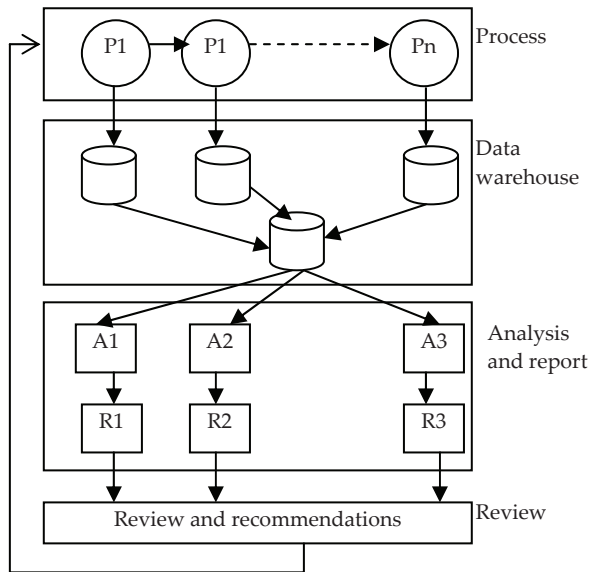 P1 P1 Pn Process
Data
warehouse
A1 A2 A3 Analysis
and report
R1 R2 R3
Review and recommendations Review